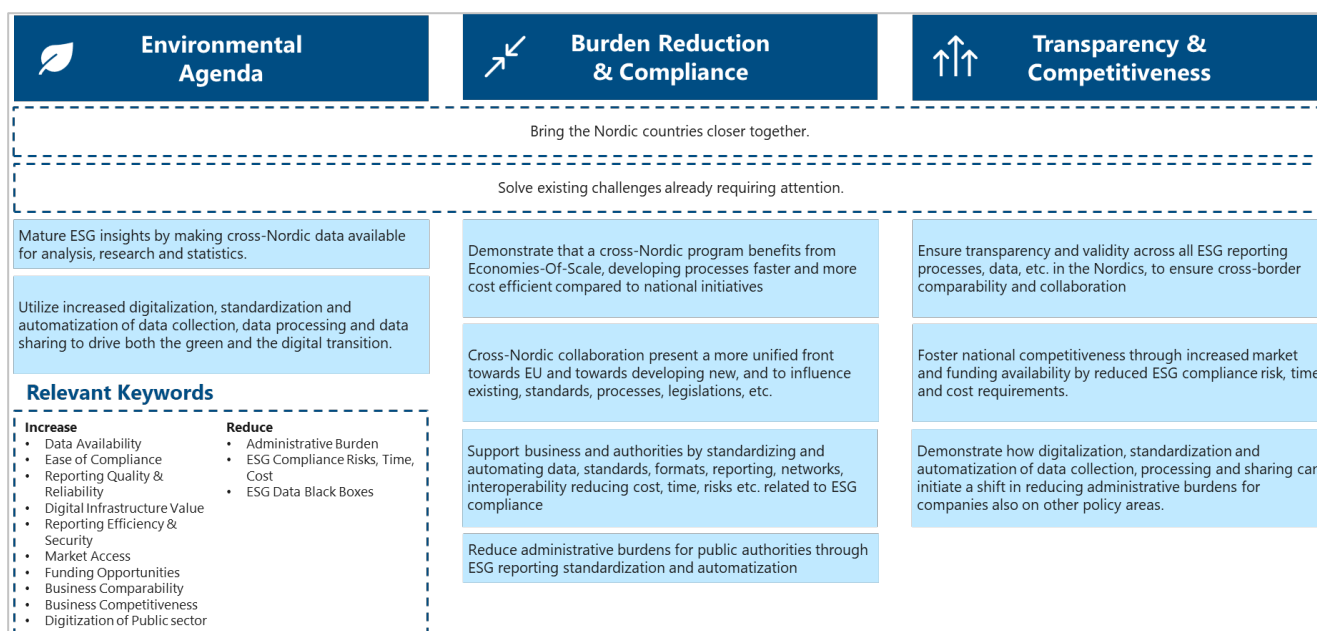 Environmental
Agenda
Burden Reduction
& Compliance
Transparency &
Competitiveness
Bring the Nordic countries closer together.
Solve existing challenges already requiring attention.
Mature ESG insights by making cross-Nordic data available
for analysis, research and statistics.
Utilize increased digitalization, standardization and
automatization of data collection, data processing and data
sharing to drive both the green and the digital transition.
Relevant Keywords
Increase
• Data Availability
• Ease of Compliance
• Reporting Quality &
Reliability
• Digital Infrastructure Value
• Reporting Efficiency &
Security
• Market Access
• Funding Opportunities
• Business Comparability
• Business Competitiveness
• Digitization of Public sector
Reduce
• Administrative Burden
• ESG Compliance Risks, Time,
Cost
• ESG Data Black Boxes
Demonstrate that a cross-Nordic program benefits from
Economies-Of-Scale, developing processes faster and more
cost efficient compared to national initiatives
Cross-Nordic collaboration present a more unified front
towards EU and towards developing new, and to influence
existing, standards, processes, legislations, etc.
Support business and authorities by standardizing and
automating data, standards, formats, reporting, networks,
interoperability reducing cost, time, risks etc. related to ESG
compliance
Reduce administrative burdens for public authorities through
ESG reporting standardization and automatization
Ensure transparency and validity across all ESG reporting
processes, data, etc. in the Nordics, to ensure cross-border
comparability and collaboration
Foster national competitiveness through increased market
and funding availability by reduced ESG compliance risk, time
and cost requirements.
Demonstrate how digitalization, standardization and
automatization of data collection, processing and sharing can
initiate a shift in reducing administrative burdens for
companies also on other policy areas.